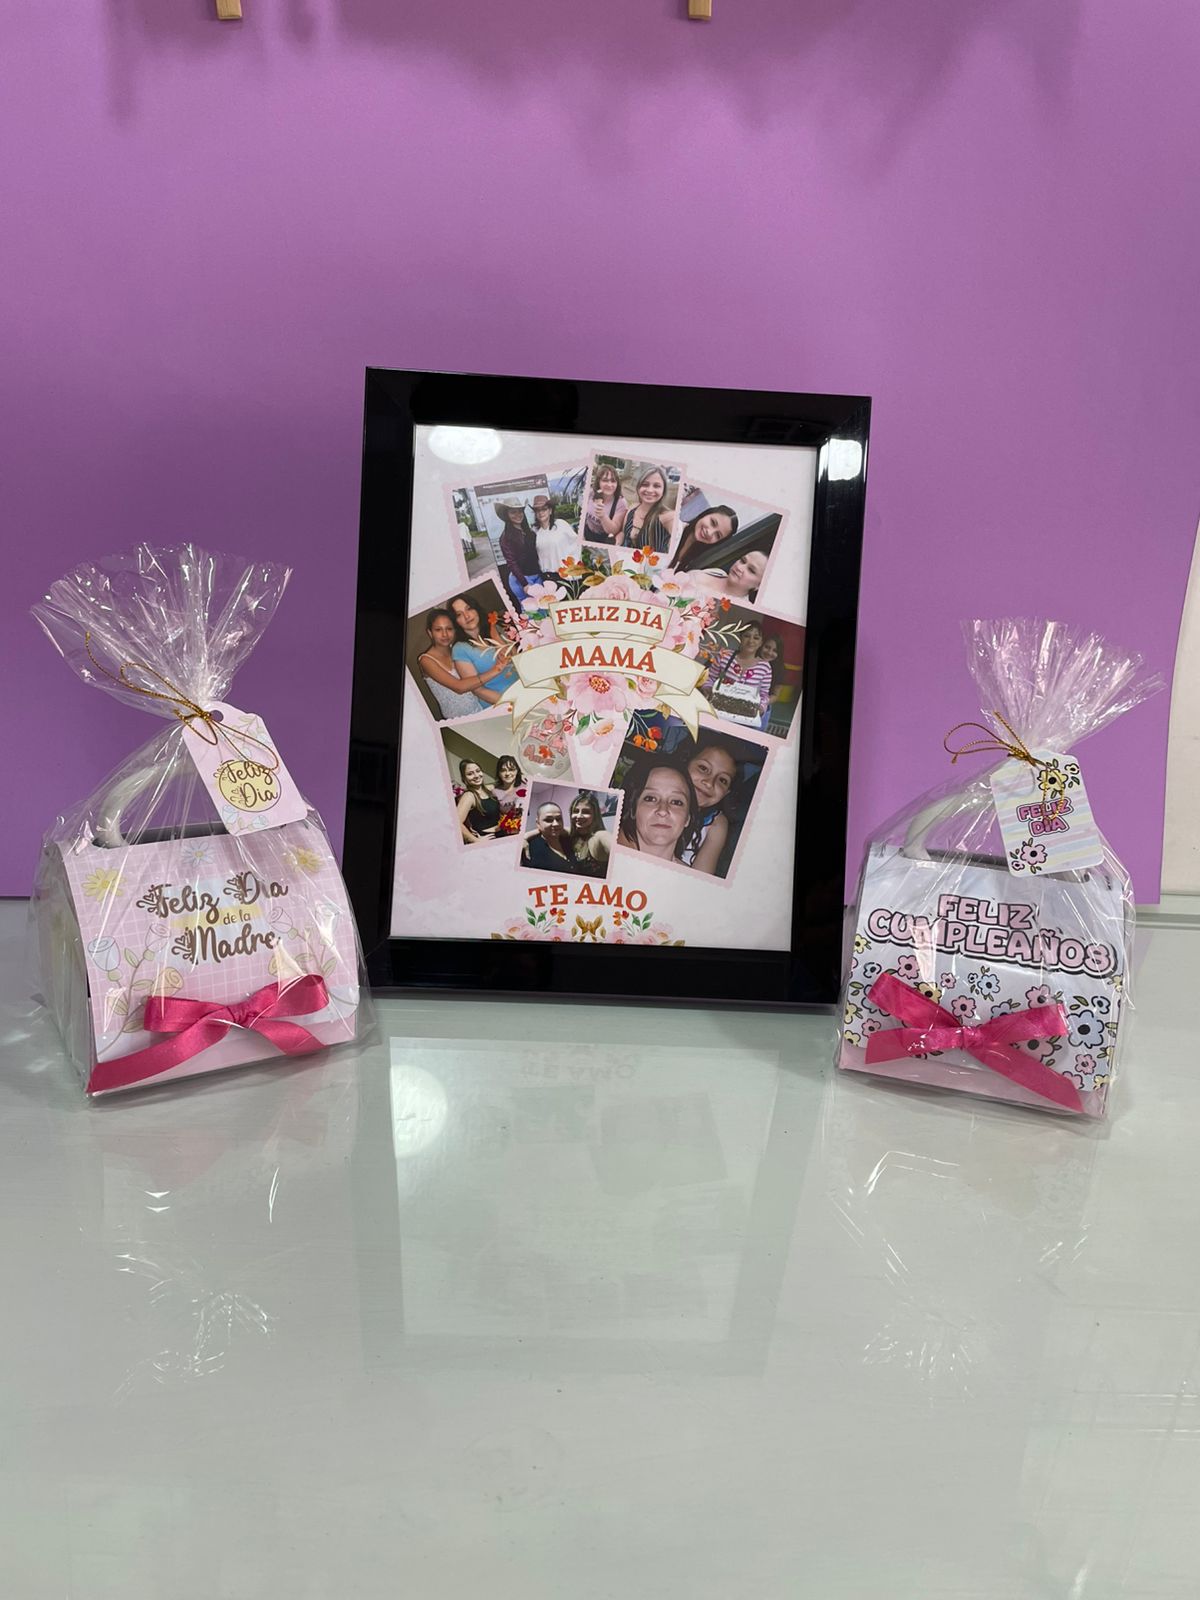 FELIZ DÍA
MAMÁ
TE AMO
Feliz
Día
Feliz Día
de la
Madre
FELIZ
DÍA
FELIZ
CUMPLEAÑOS